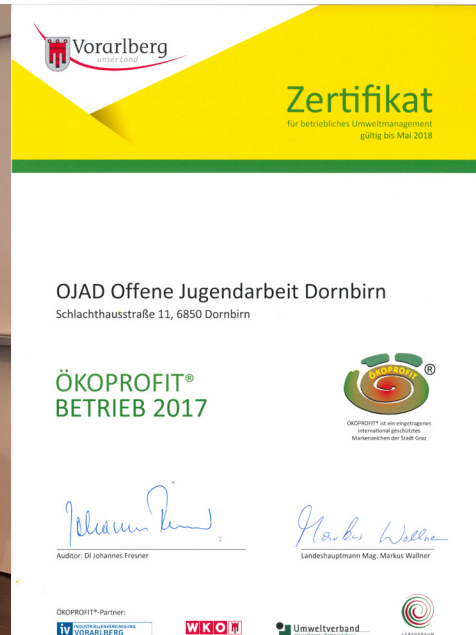 Vorarlberg
unser Land
Zertifikat
für betriebliches Umweltmanagement
gültig bis Mai 2018
OJAD Offene Jugendarbeit Dornbirn
Schlachthausstraße 11, 6850 Dornbirn
ÖKOPROFIT®
BETRIEB 2017
ÖKOPROFIT
®
ÖKOPROFIT® ist ein eingetragenes
international geschütztes
Markenzeichen der Stadt Graz
Markus Wallner
Auditor: DI Johannes Fresner
Landeshauptmann Mag. Markus Wallner
ÖKOPROFIT®-Partner:
iv INDUSTRIELLENVEREINIGUNG
VORARLBERG
WKO
Umweltverband